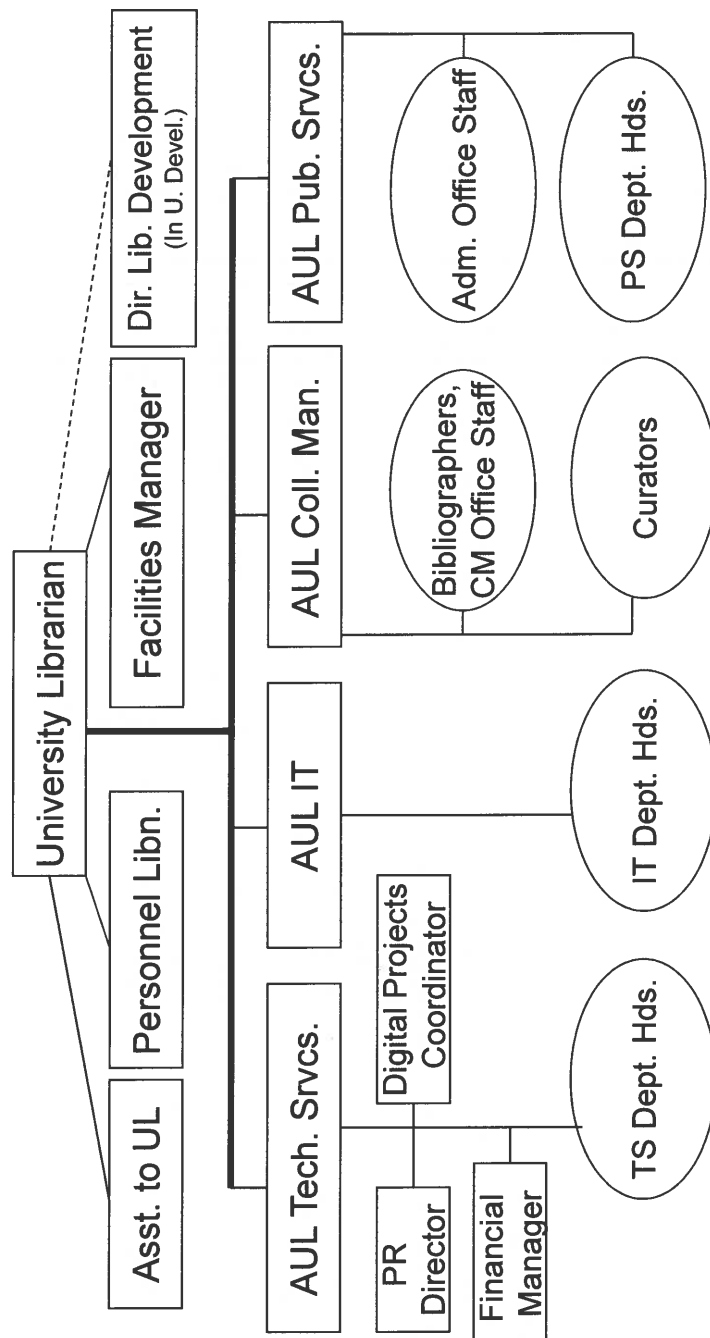 University Librarian
Asst. to UL
Personnel Libn.
Facilities Manager
Dir. Lib. Development
(In U. Devel.)
AUL Tech. Srvcs.
AUL IT
AUL Coll. Man.
AUL Pub. Srvcs.
PR
Director
Digital Projects
Coordinator
Financial
Manager
Bibliographers,
CM Office Staff
Adm. Office Staff
TS Dept. Hds.
IT Dept. Hds.
Curators
PS Dept. Hds.